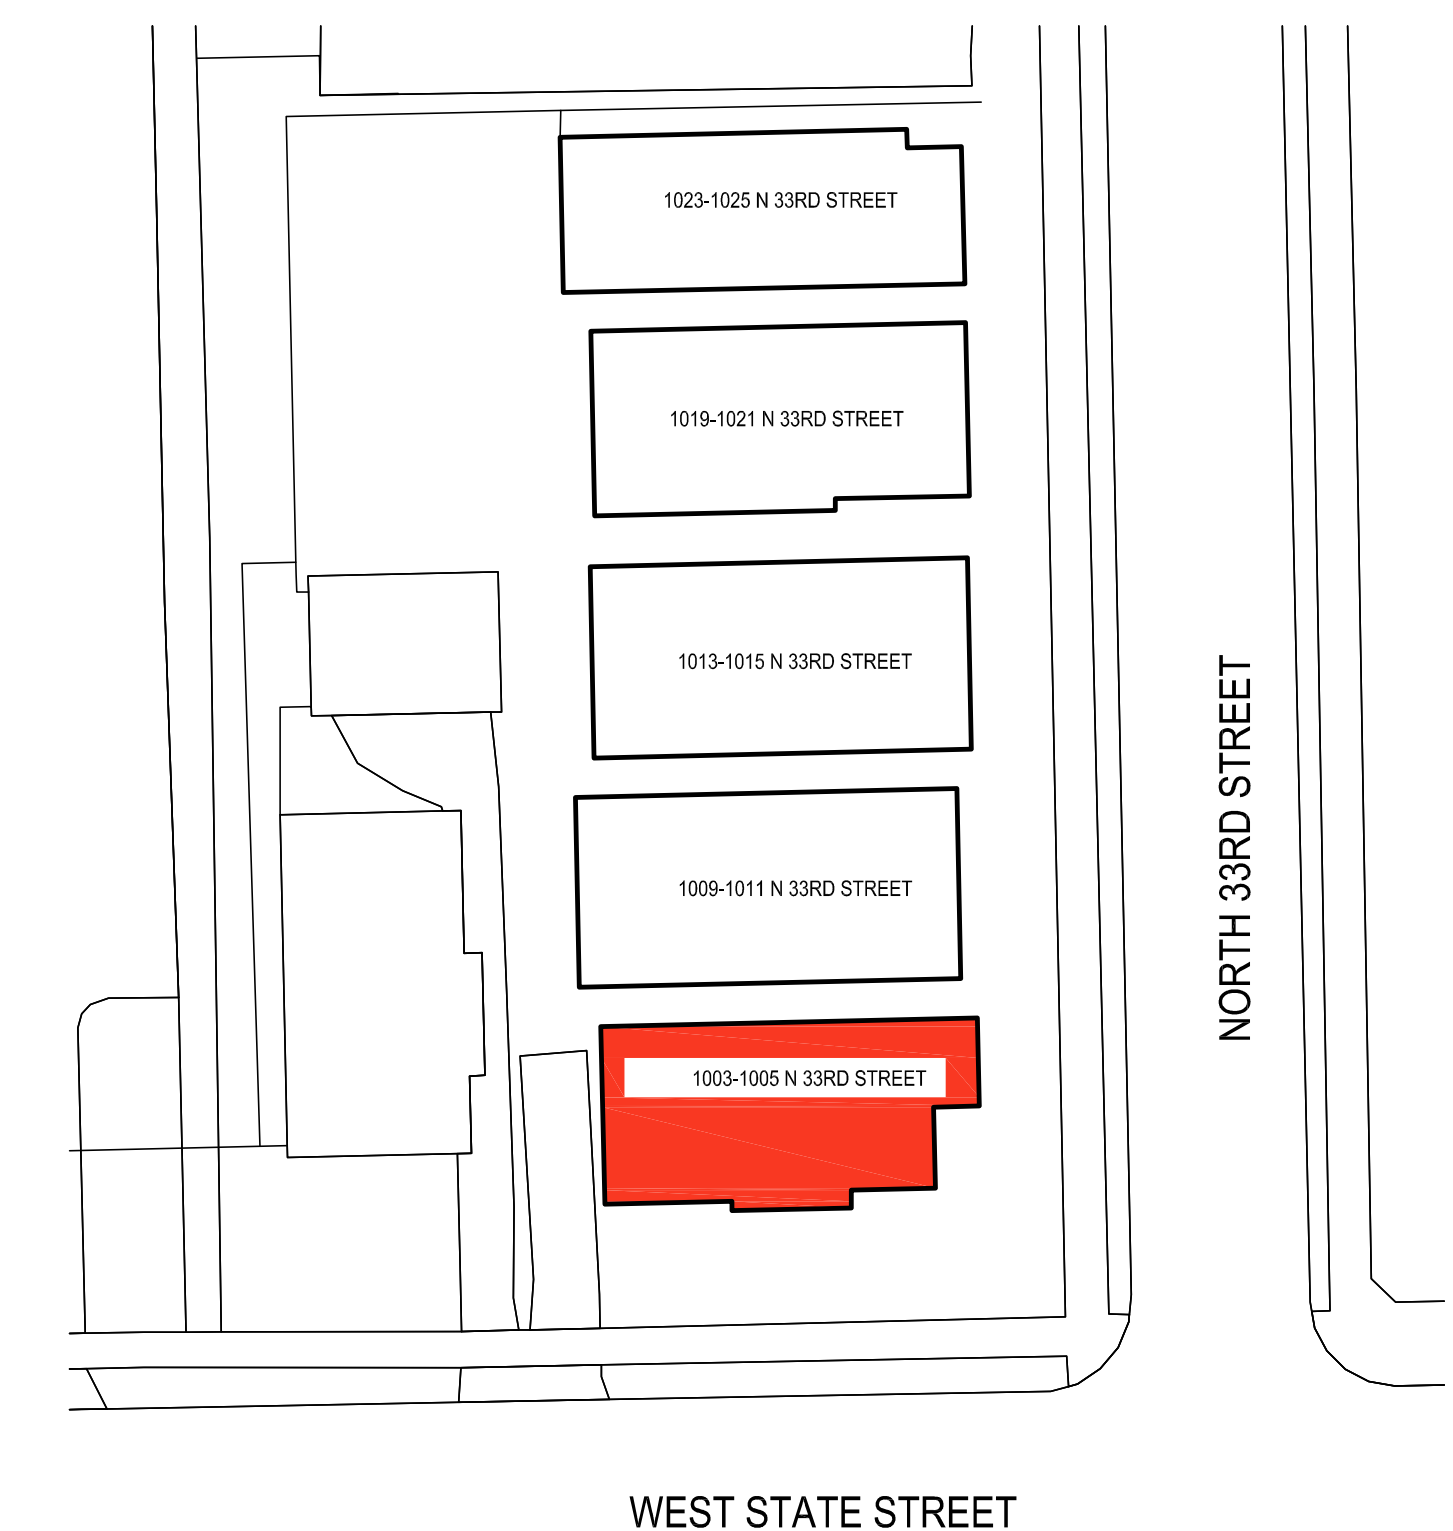 1023-1025 N 33RD STREET
1019-1021 N 33RD STREET
1013-1015 N 33RD STREET
NORTH 33RD STREET
1009-1011 N 33RD STREET
1003-1005 N 33RD STREET
WEST STATE STREET